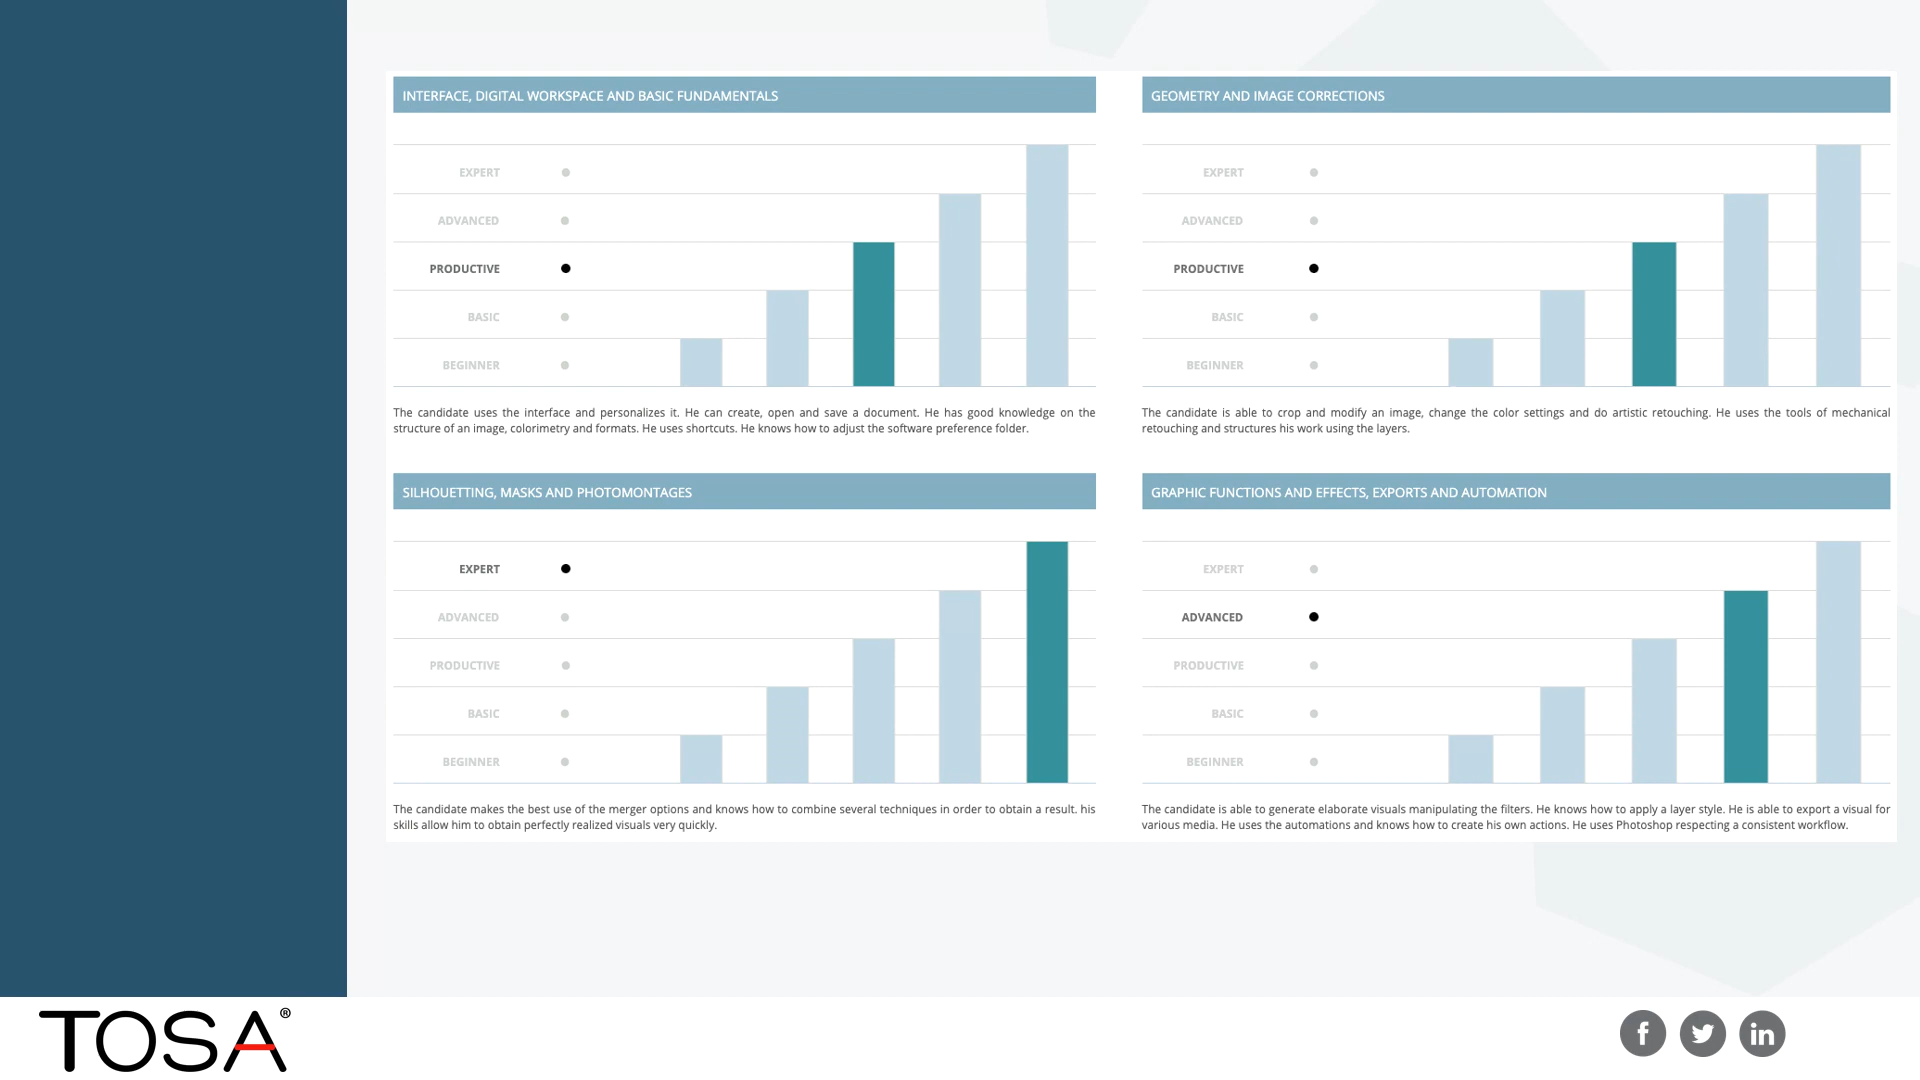 INTERFACE, DIGITAL WORKSPACE AND BASIC FUNDAMENTALS
EXPERT
ADVANCED
PRODUCTIVE
BASIC
BEGINNER
The candidate uses the interface and personalizes it. He can create, open and save a document. He has good knowledge on the
structure of an image, colorimetry and formats. He uses shortcuts. He knows how to adjust the software preference folder.
GEOMETRY AND IMAGE CORRECTIONS
EXPERT
ADVANCED
PRODUCTIVE
BASIC
BEGINNER
The candidate is able to crop and modify an image, change the color settings and do artistic retouching. He uses the tools of mechanical
retouching and structures his work using the layers.
SILHOUETTING, MASKS AND PHOTOMONTAGES
EXPERT
ADVANCED
PRODUCTIVE
BASIC
BEGINNER
The candidate makes the best use of the merger options and knows how to combine several techniques in order to obtain a result. his
skills allow him to obtain perfectly realized visuals very quickly.
GRAPHIC FUNCTIONS AND EFFECTS, EXPORTS AND AUTOMATION
EXPERT
ADVANCED
PRODUCTIVE
BASIC
BEGINNER
The candidate is able to generate elaborate visuals manipulating the filters. He knows how to apply a layer style. He is able to export a visual for
various media. He uses the automations and knows how to create his own actions. He uses Photoshop respecting a consistent workflow.
TOSA®
f
in